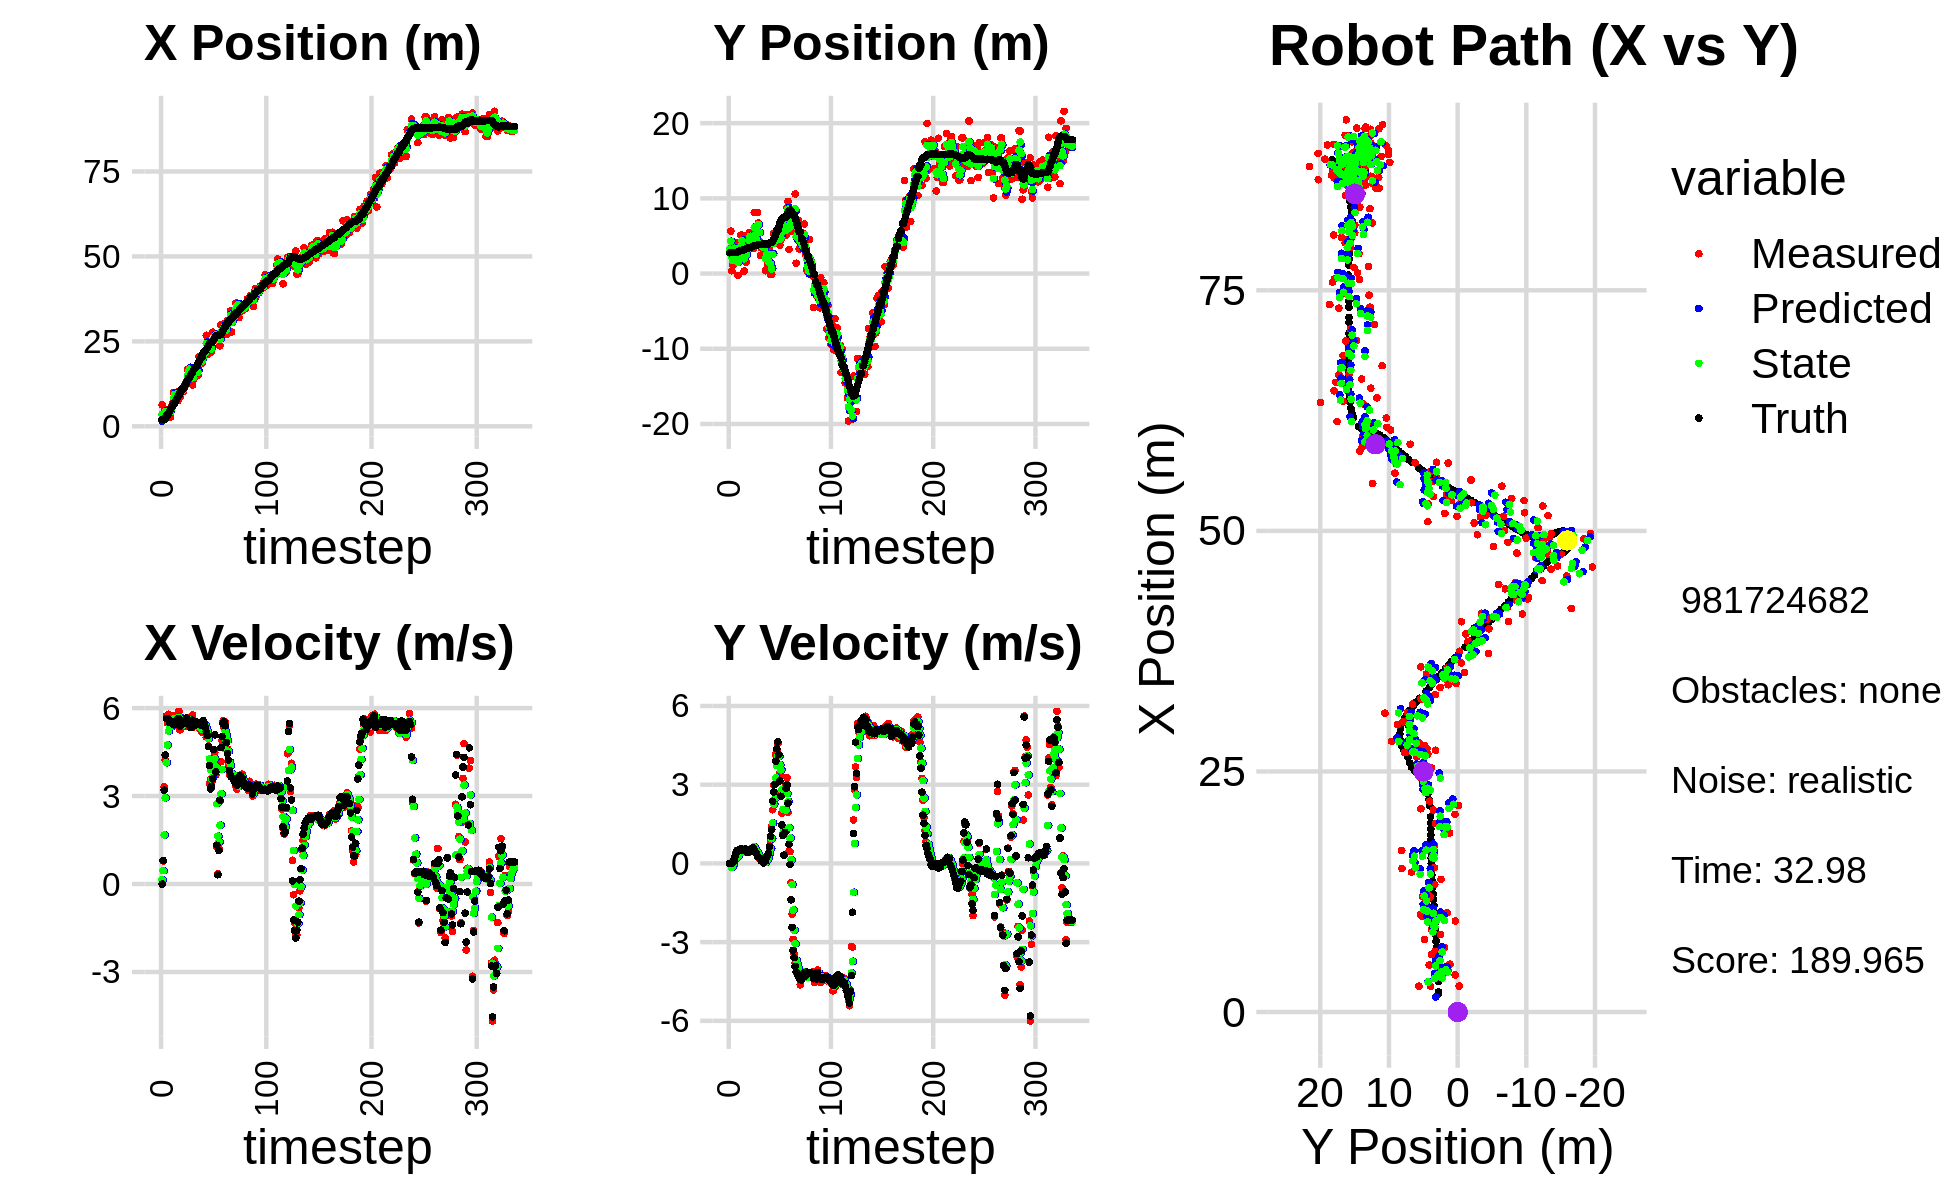 X Position (m)
75
50
25
0
0
100
200
300
timestep
Y Position (m)
20
10
0
-10
-20
0
100
200
300
timestep
X Velocity (m/s)
6
3
0
-3
0
100
200
300
timestep
Y Velocity (m/s)
6
3
0
-3
-6
0
100
200
300
timestep
Robot Path (X vs Y)
X Position (m)
75
50
25
0
20 10 0 -10 -20
Y Position (m)
variable
Measured
Predicted
State
Truth
981724682
Obstacles: none
Noise: realistic
Time: 32.98
Score: 189.965